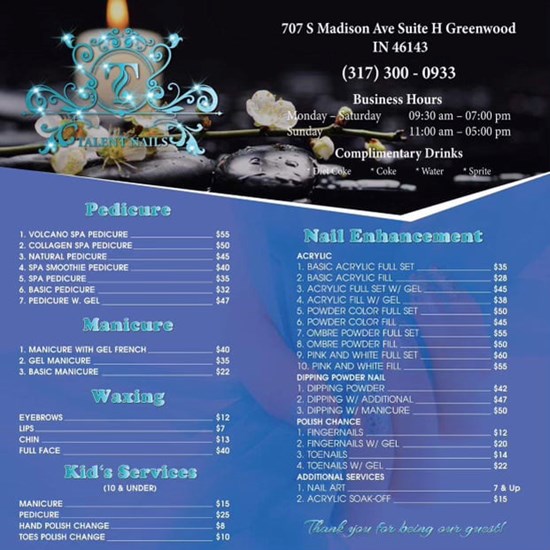 707 S Madison Ave Suite H Greenwood
IN 46143
(317) 300 - 0933
Business Hours
Monday – Saturday 09:30 am – 07:00 pm
Sunday 11:00 am – 05:00 pm
Complimentary Drinks
* Diet Coke * Coke * Water * Sprite
T
TALENT NAILS
Pedicure
1. VOLCANO SPA PEDICURE $55
2. COLLAGEN SPA PEDICURE $50
3. NATURAL PEDICURE $45
4. SPA SMOOTHIE PEDICURE $40
5. SPA PEDICURE $35
6. BASIC PEDICURE $32
7. PEDICURE W. GEL $47
Manicure
1. MANICURE WITH GEL FRENCH $40
2. GEL MANICURE $35
3. BASIC MANICURE $22
Waxing
EYEBROWS $12
LIPS $7
CHIN $13
FULL FACE $40
Kid's Services
(10 & UNDER)
MANICURE $15
PEDICURE $25
HAND POLISH CHANGE $8
TOES POLISH CHANGE $10
Nail Enhancement
ACRYLIC
1. BASIC ACRYLIC FULL SET $35
2. BASIC ACRYLIC FILL $28
3. ACRYLIC FULL SET W/ GEL $45
4. ACRYLIC FILL W/ GEL $38
5. POWDER COLOR FULL SET $50
6. POWDER COLOR FILL $45
7. OMBRE POWDER FULL SET $55
8. OMBRE POWDER FILL $50
9. PINK AND WHITE FULL SET $60
10. PINK AND WHITE FILL $55
DIPPING POWDER NAIL
1. DIPPING POWDER $42
2. DIPPING W/ ADDITIONAL $47
3. DIPPING W/ MANICURE $50
POLISH CHANCE
1. FINGERNAILS $12
2. FINGERNAILS W/ GEL $20
3. TOENAILS $14
4. TOENAILS W/ GEL $22
ADDITIONAL SERVICES
1. NAIL ART 7 & Up
2. ACRYLIC SOAK-OFF $15
Thank you for being our guest!